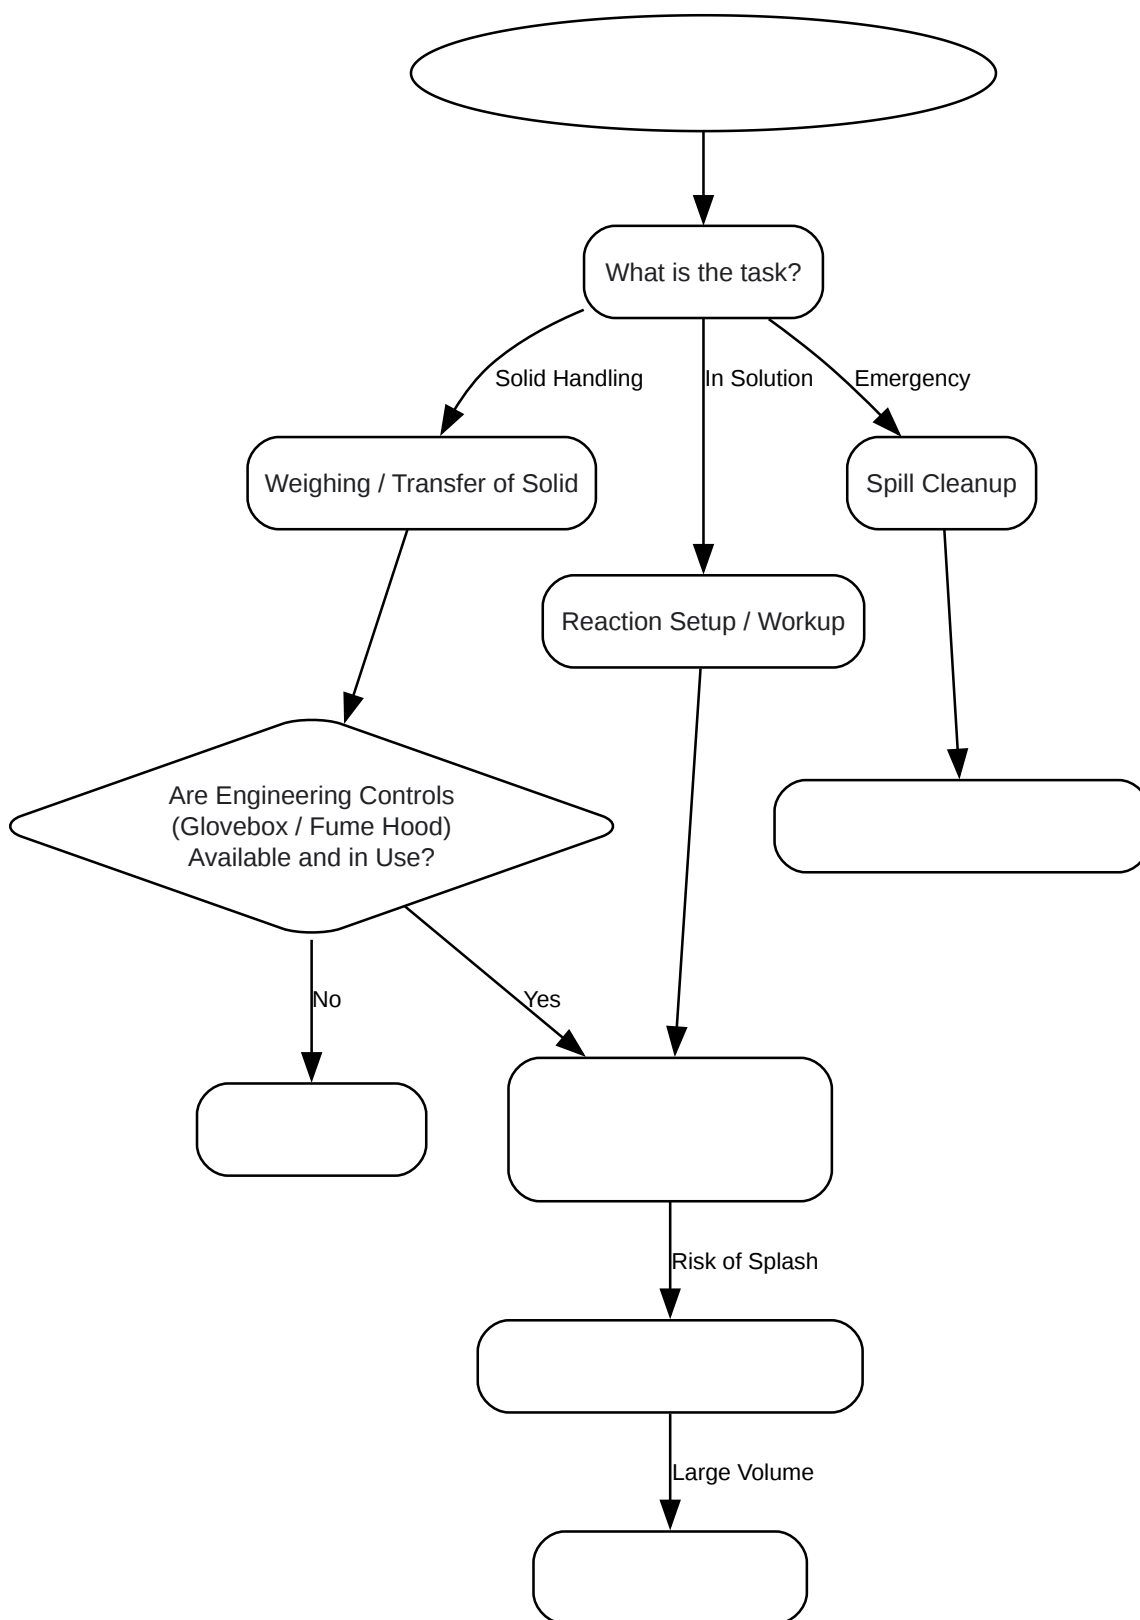 What is the task?
Solid Handling
In Solution
Emergency
Weighing / Transfer of Solid
Spill Cleanup
Reaction Setup / Workup
Are Engineering Controls
(Glovebox / Fume Hood)
Available and in Use?
No
Yes
Risk of Splash
Large Volume